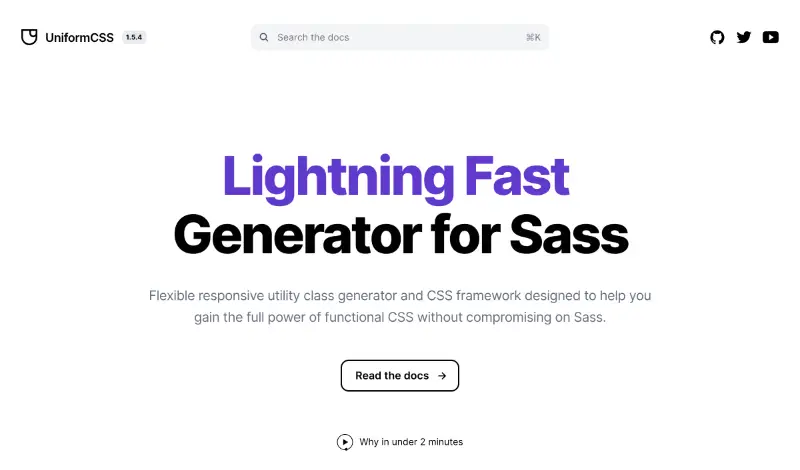 UniformCSS 1.5.4
Search the docs ⌘K
Lightning Fast
Generator for Sass
Flexible responsive utility class generator and CSS framework designed to help you
gain the full power of functional CSS without compromising on Sass.
Read the docs →
Why in under 2 minutes